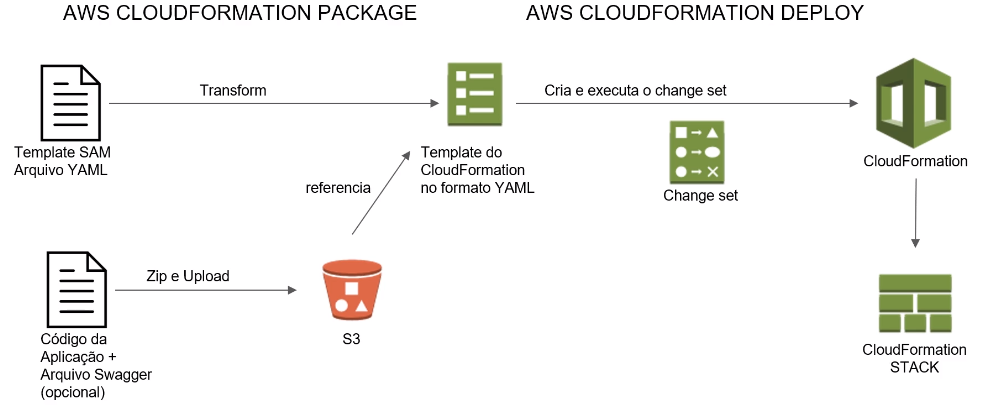 AWS CLOUDFORMATION PACKAGE
AWS CLOUDFORMATION DEPLOY
Transform
Cria e executa o change set
Template SAM
Arquivo YAML
Template do
CloudFormation
no formato YAML
referencia
Change set
CloudFormation
Zip e Upload
S3
Código da
Aplicação +
Arquivo Swagger
(opcional)
CloudFormation
STACK